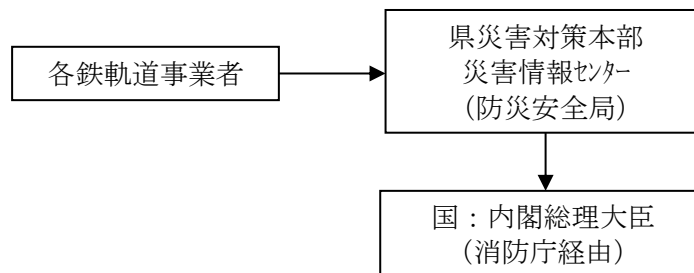 各鉄軌道事業者
県災害対策本部
災害情報ｾﾝﾀｰ
（防災安全局）
国：内閣総理大臣
（消防庁経由）